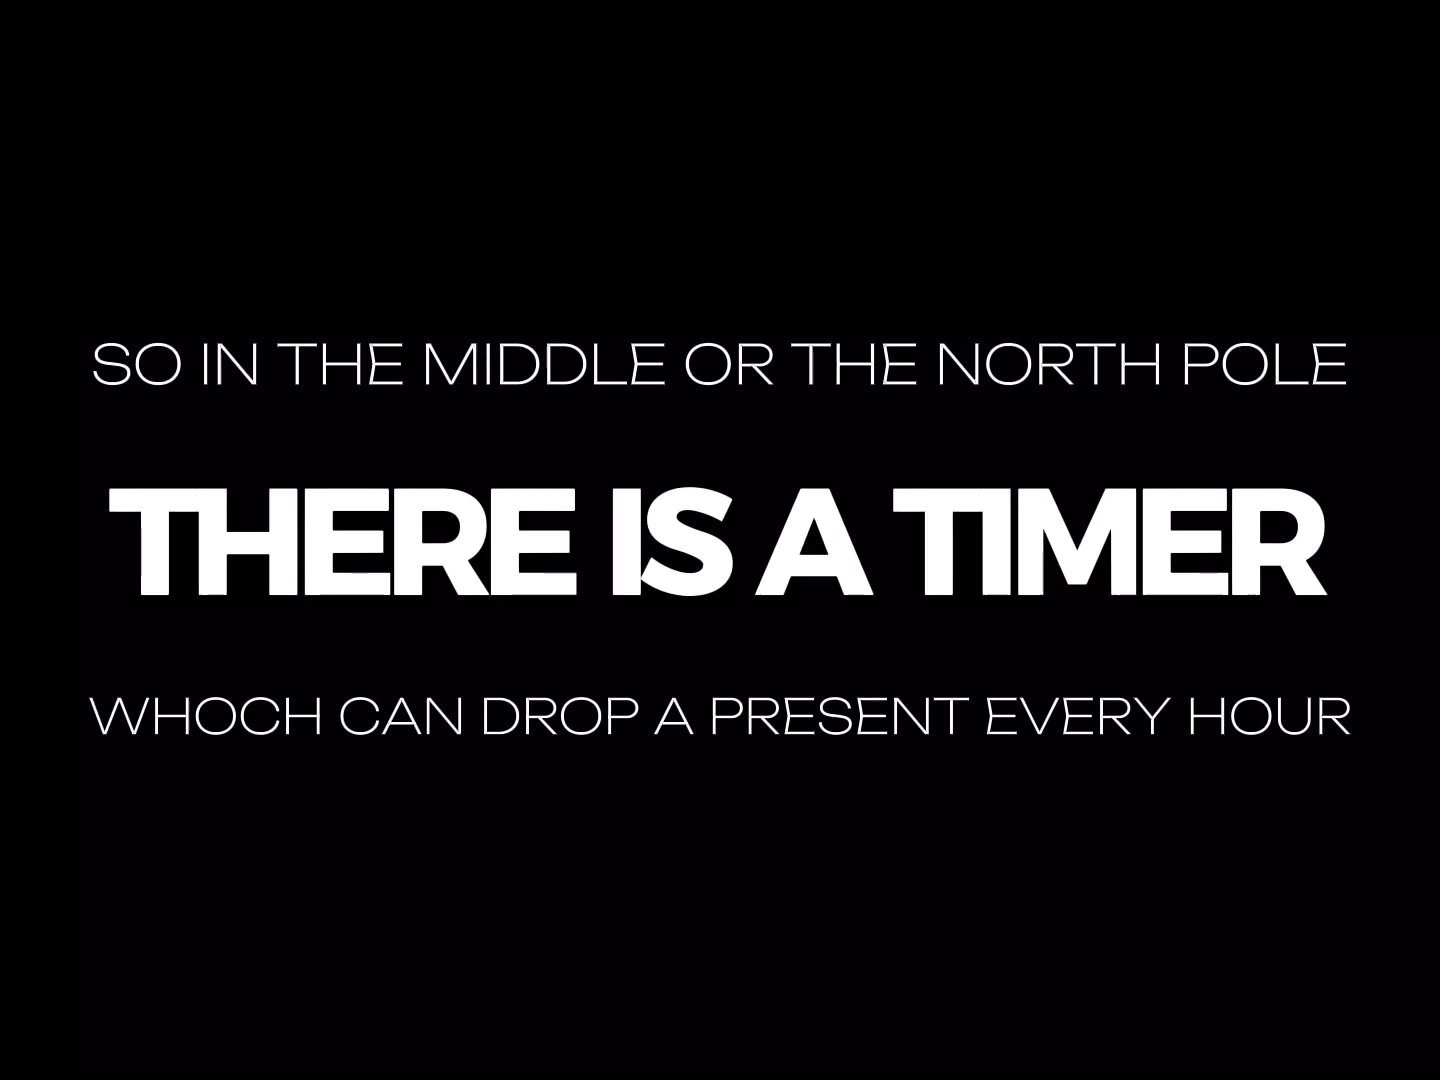 SO IN THE MIDDLE OR THE NORTH POLE
THERE IS A TIMER
WHOCH CAN DROP A PRESENT EVERY HOUR